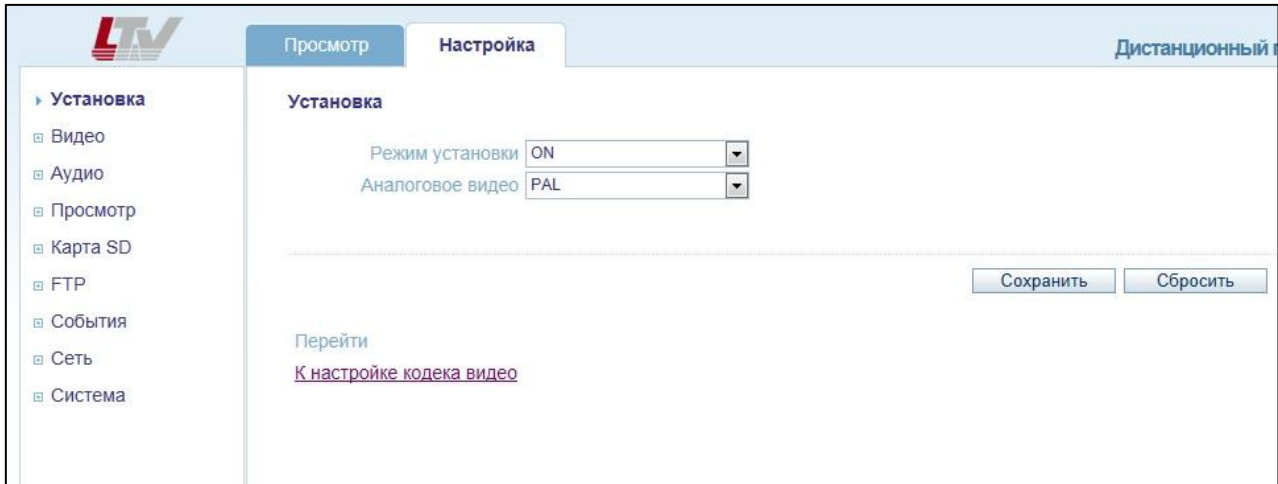 LTV
Просмотр
Настройка
Дистанционный
Установка
Видео
Аудио
Просмотр
Карта SD
FTP
События
Сеть
Система
Установка
Режим установки ON
Аналоговое видео PAL
Сохранить Сбросить
Перейти
К настройке кодека видео